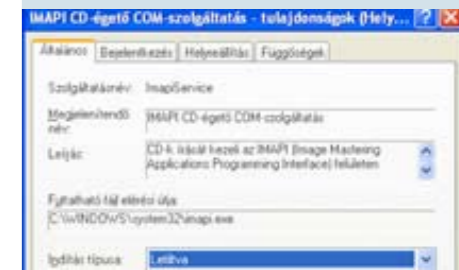 IMAPI CD-égető COM-szolgáltatás - tulajdonságok (Hely...
Általános Bejelentkezés Helyreállítás Függőségek
Szolgáltatásnév: ImapiService
Megjelenítendő név: IMAPI CD-égető COM-szolgáltatás
Leírás: CD-k írását kezeli az IMAPI (Image Mastering
Applications Programming Interface) felületen
Futtatható fájl elérési útja:
C:\WINDOWS\system32\imapi.exe
Indítás típusa: Letiltva